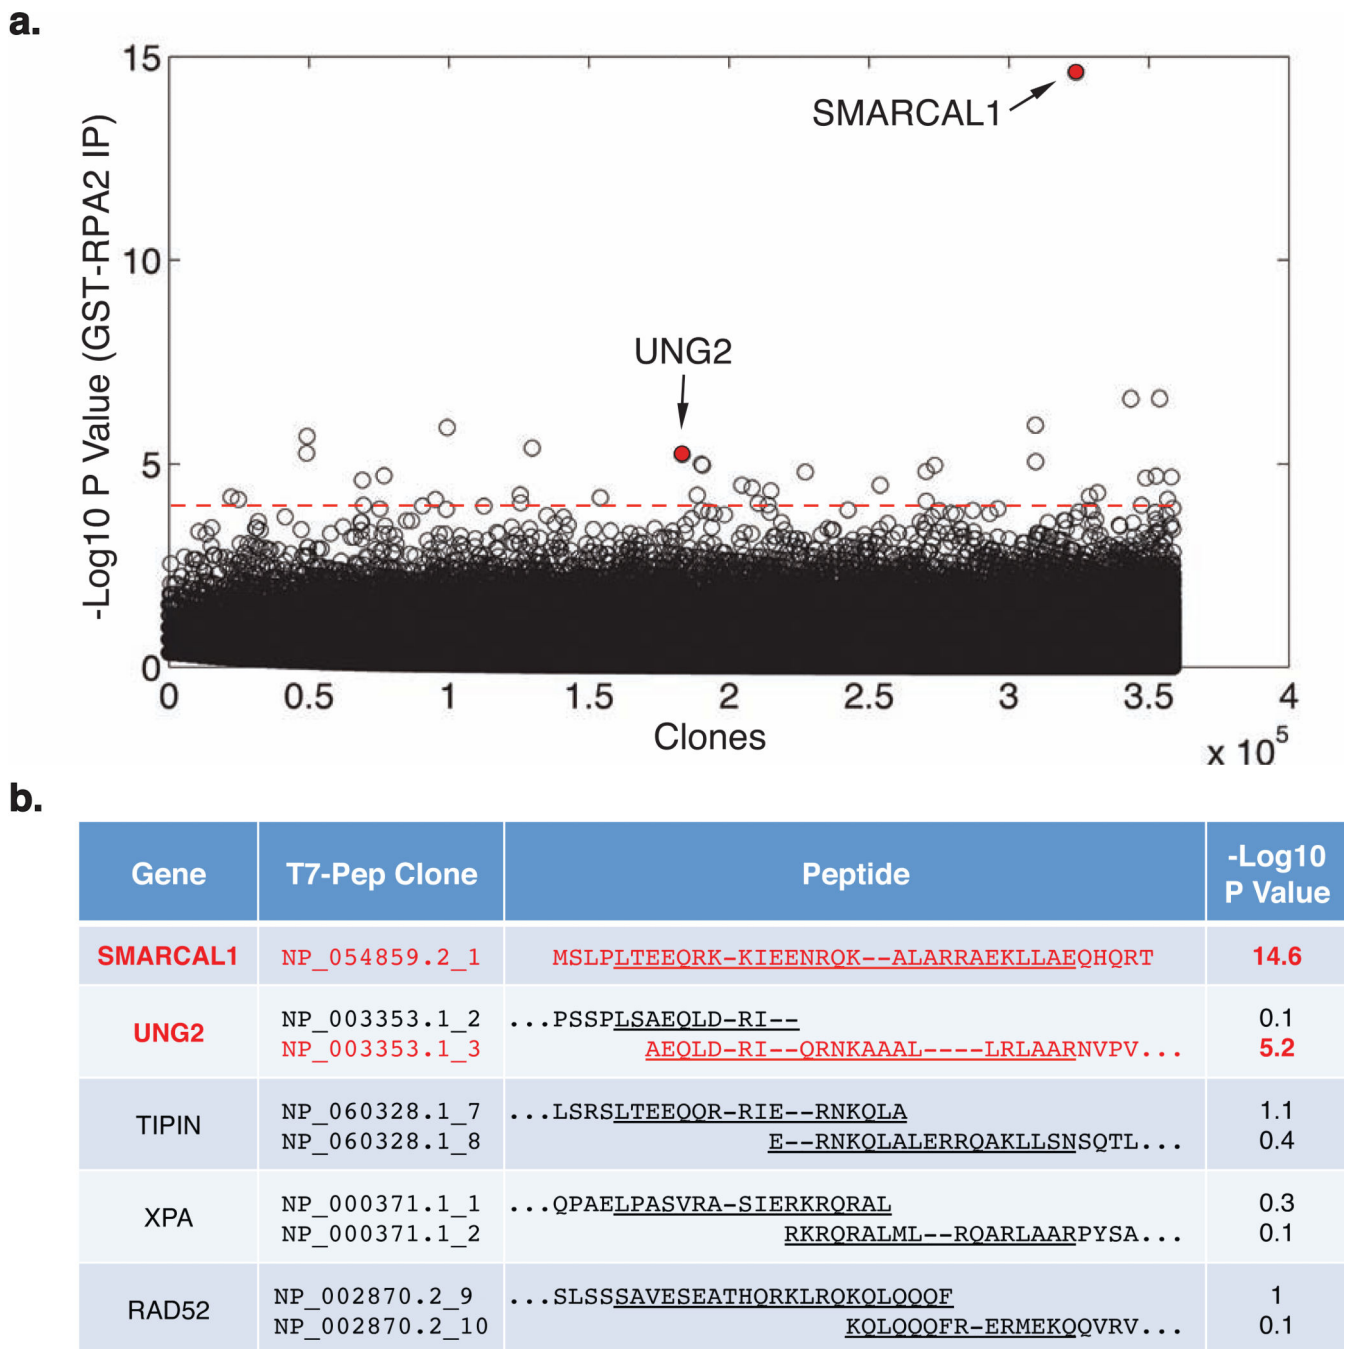 a.
15
10
5
0
-Log10 P Value (GST-RPA2 IP)
SMARCAL1
UNG2
0 0.5 1 1.5 2 2.5 3 3.5 4
Clones
x 10^5
b.
Gene T7-Pep Clone Peptide -Log10 P Value
SMARCAL1 NP_054859.2_1 MSLPLTEEQRK-KIEENRQK--ALARRAEKLLAEQHQRT 14.6
UNG2
NP_003353.1_2 ...PSSPLSAEQLD-RI-- 0.1
NP_003353.1_3 AEQLD-RI--QRNKAAAL----LRLAARNVPV... 5.2
TIPIN
NP_060328.1_7 ...LSRSLTEEQQR-RIE--RNKQLA 1.1
NP_060328.1_8 E--RNKQLALERRQAKLLSNSQTL... 0.4
XPA
NP_000371.1_1 ...QPAELPASVRA-SIERKRQRAL 0.3
NP_000371.1_2 RKRQRALML--RQARLAARPYSA... 0.1
RAD52
NP_002870.2_9 ...SLSSSAVESEATHQRKLRQKQLQQQF 1
NP_002870.2_10 KQLQQQFR-ERMEKQQVRV... 0.1